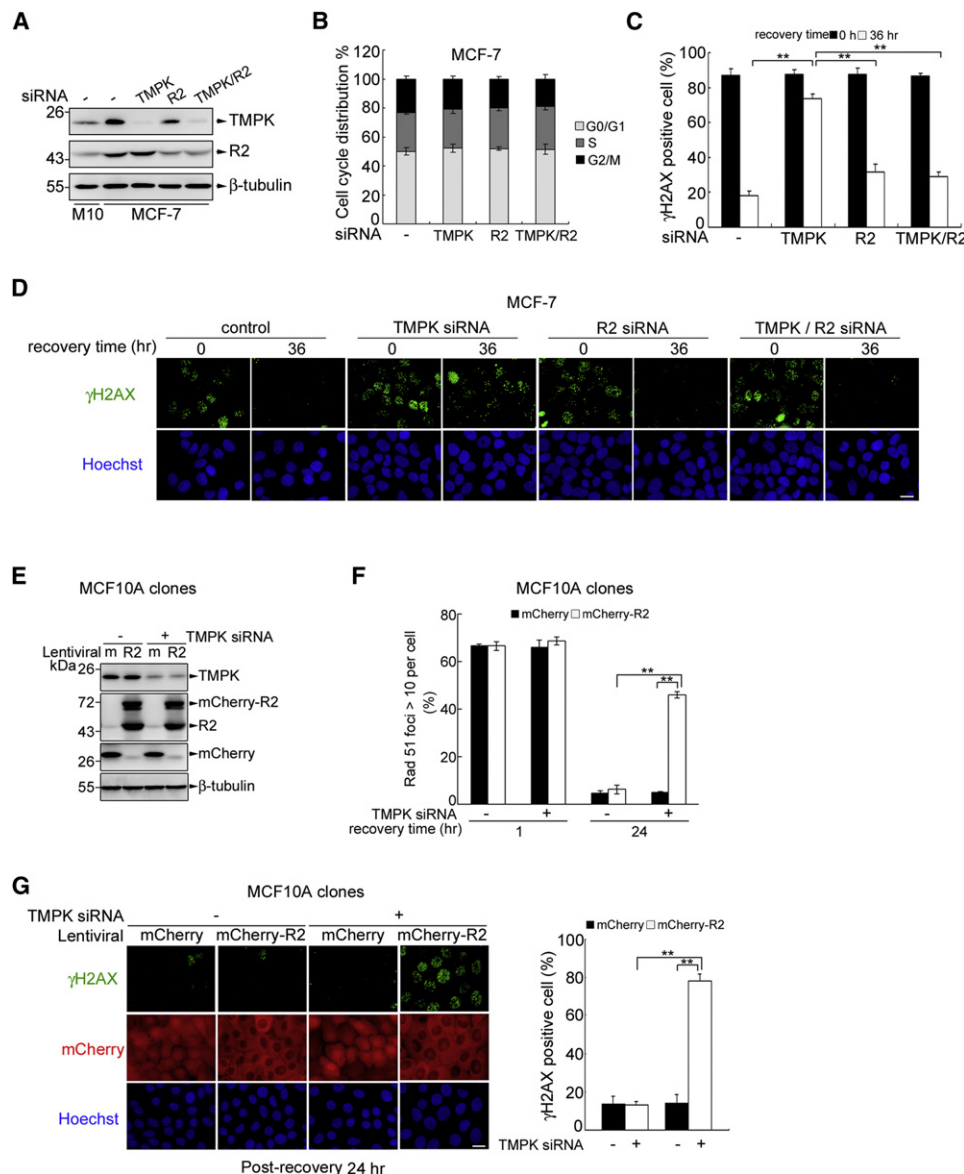 A
siRNA - - TMPK R2 TMPK/R2
26
TMPK
43
R2
55
β-tubulin
M10 MCF-7
B
MCF-7
Cell cycle distribution %
120
100
80
60
40
20
0
G0/G1
S
G2/M
siRNA - TMPK R2 TMPK/R2
C
recovery time 0 h 36 hr
** ** **
γH2AX positive cell (%)
100
80
60
40
20
0
siRNA - TMPK R2 TMPK/R2
D
MCF-7
control TMPK siRNA R2 siRNA TMPK / R2 siRNA
recovery time (hr) 0 36 0 36 0 36 0 36
γH2AX
Hoechst
E
MCF10A clones
- + TMPK siRNA
Lentiviral m R2 m R2
kDa
26
TMPK
72
mCherry-R2
43
R2
26
mCherry
55
β-tubulin
F
MCF10A clones
mCherry mCherry-R2
Rad 51 foci > 10 per cell
(%)
80
60
40
20
0
**
**
TMPK siRNA - + - +
recovery time (hr) 1 24
G
MCF10A clones
TMPK siRNA - +
Lentiviral mCherry mCherry-R2 mCherry mCherry-R2
γH2AX
mCherry
Hoechst
Post-recovery 24 hr
mCherry mCherry-R2
γH2AX positive cell (%)
100
80
60
40
20
0
**
**
TMPK siRNA - + - +